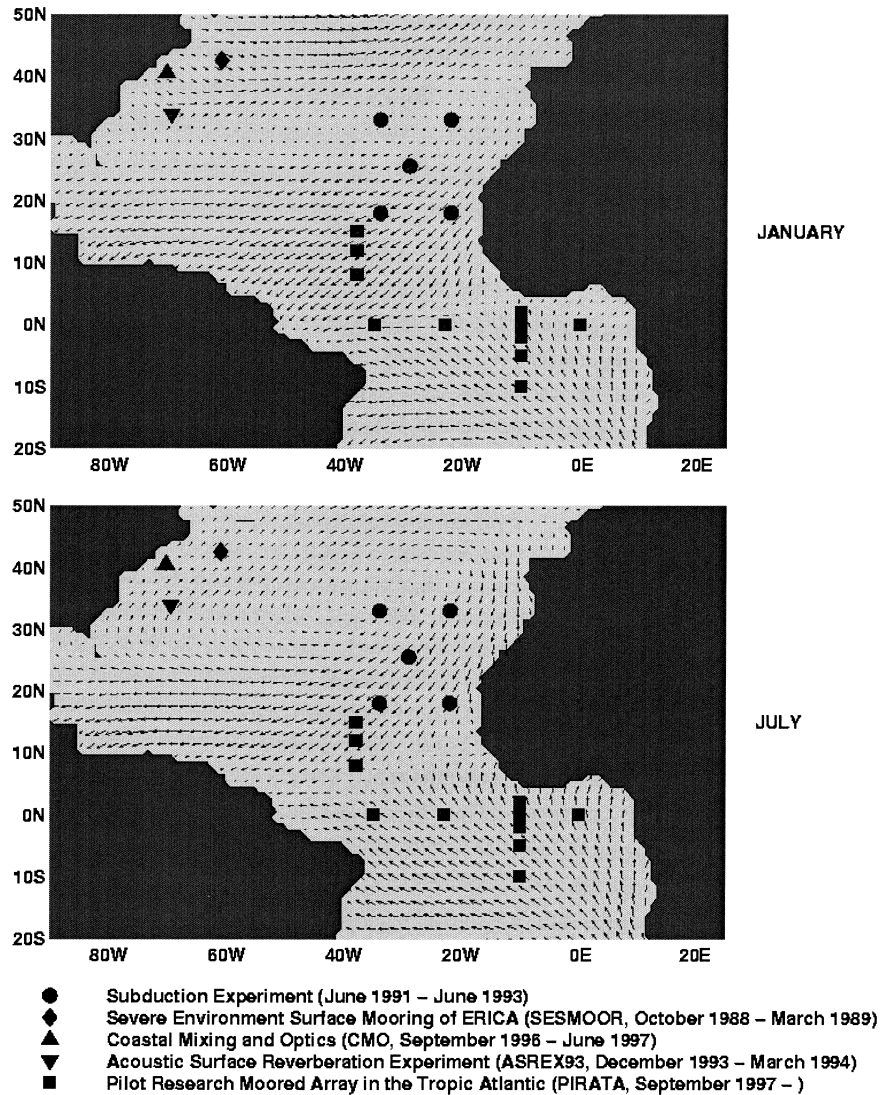 50N
40N
30N
20N
10N
0N
10S
20S
80W 60W 40W 20W 0E 20E
JANUARY
50N
40N
30N
20N
10N
0N
10S
20S
80W 60W 40W 20W 0E 20E
JULY
Subduction Experiment (June 1991 – June 1993)
Severe Environment Surface Mooring of ERICA (SESMOOR, October 1988 – March 1989)
Coastal Mixing and Optics (CMO, September 1996 – June 1997)
Acoustic Surface Reverberation Experiment (ASREX93, December 1993 – March 1994)
Pilot Research Moored Array in the Tropic Atlantic (PIRATA, September 1997 – )